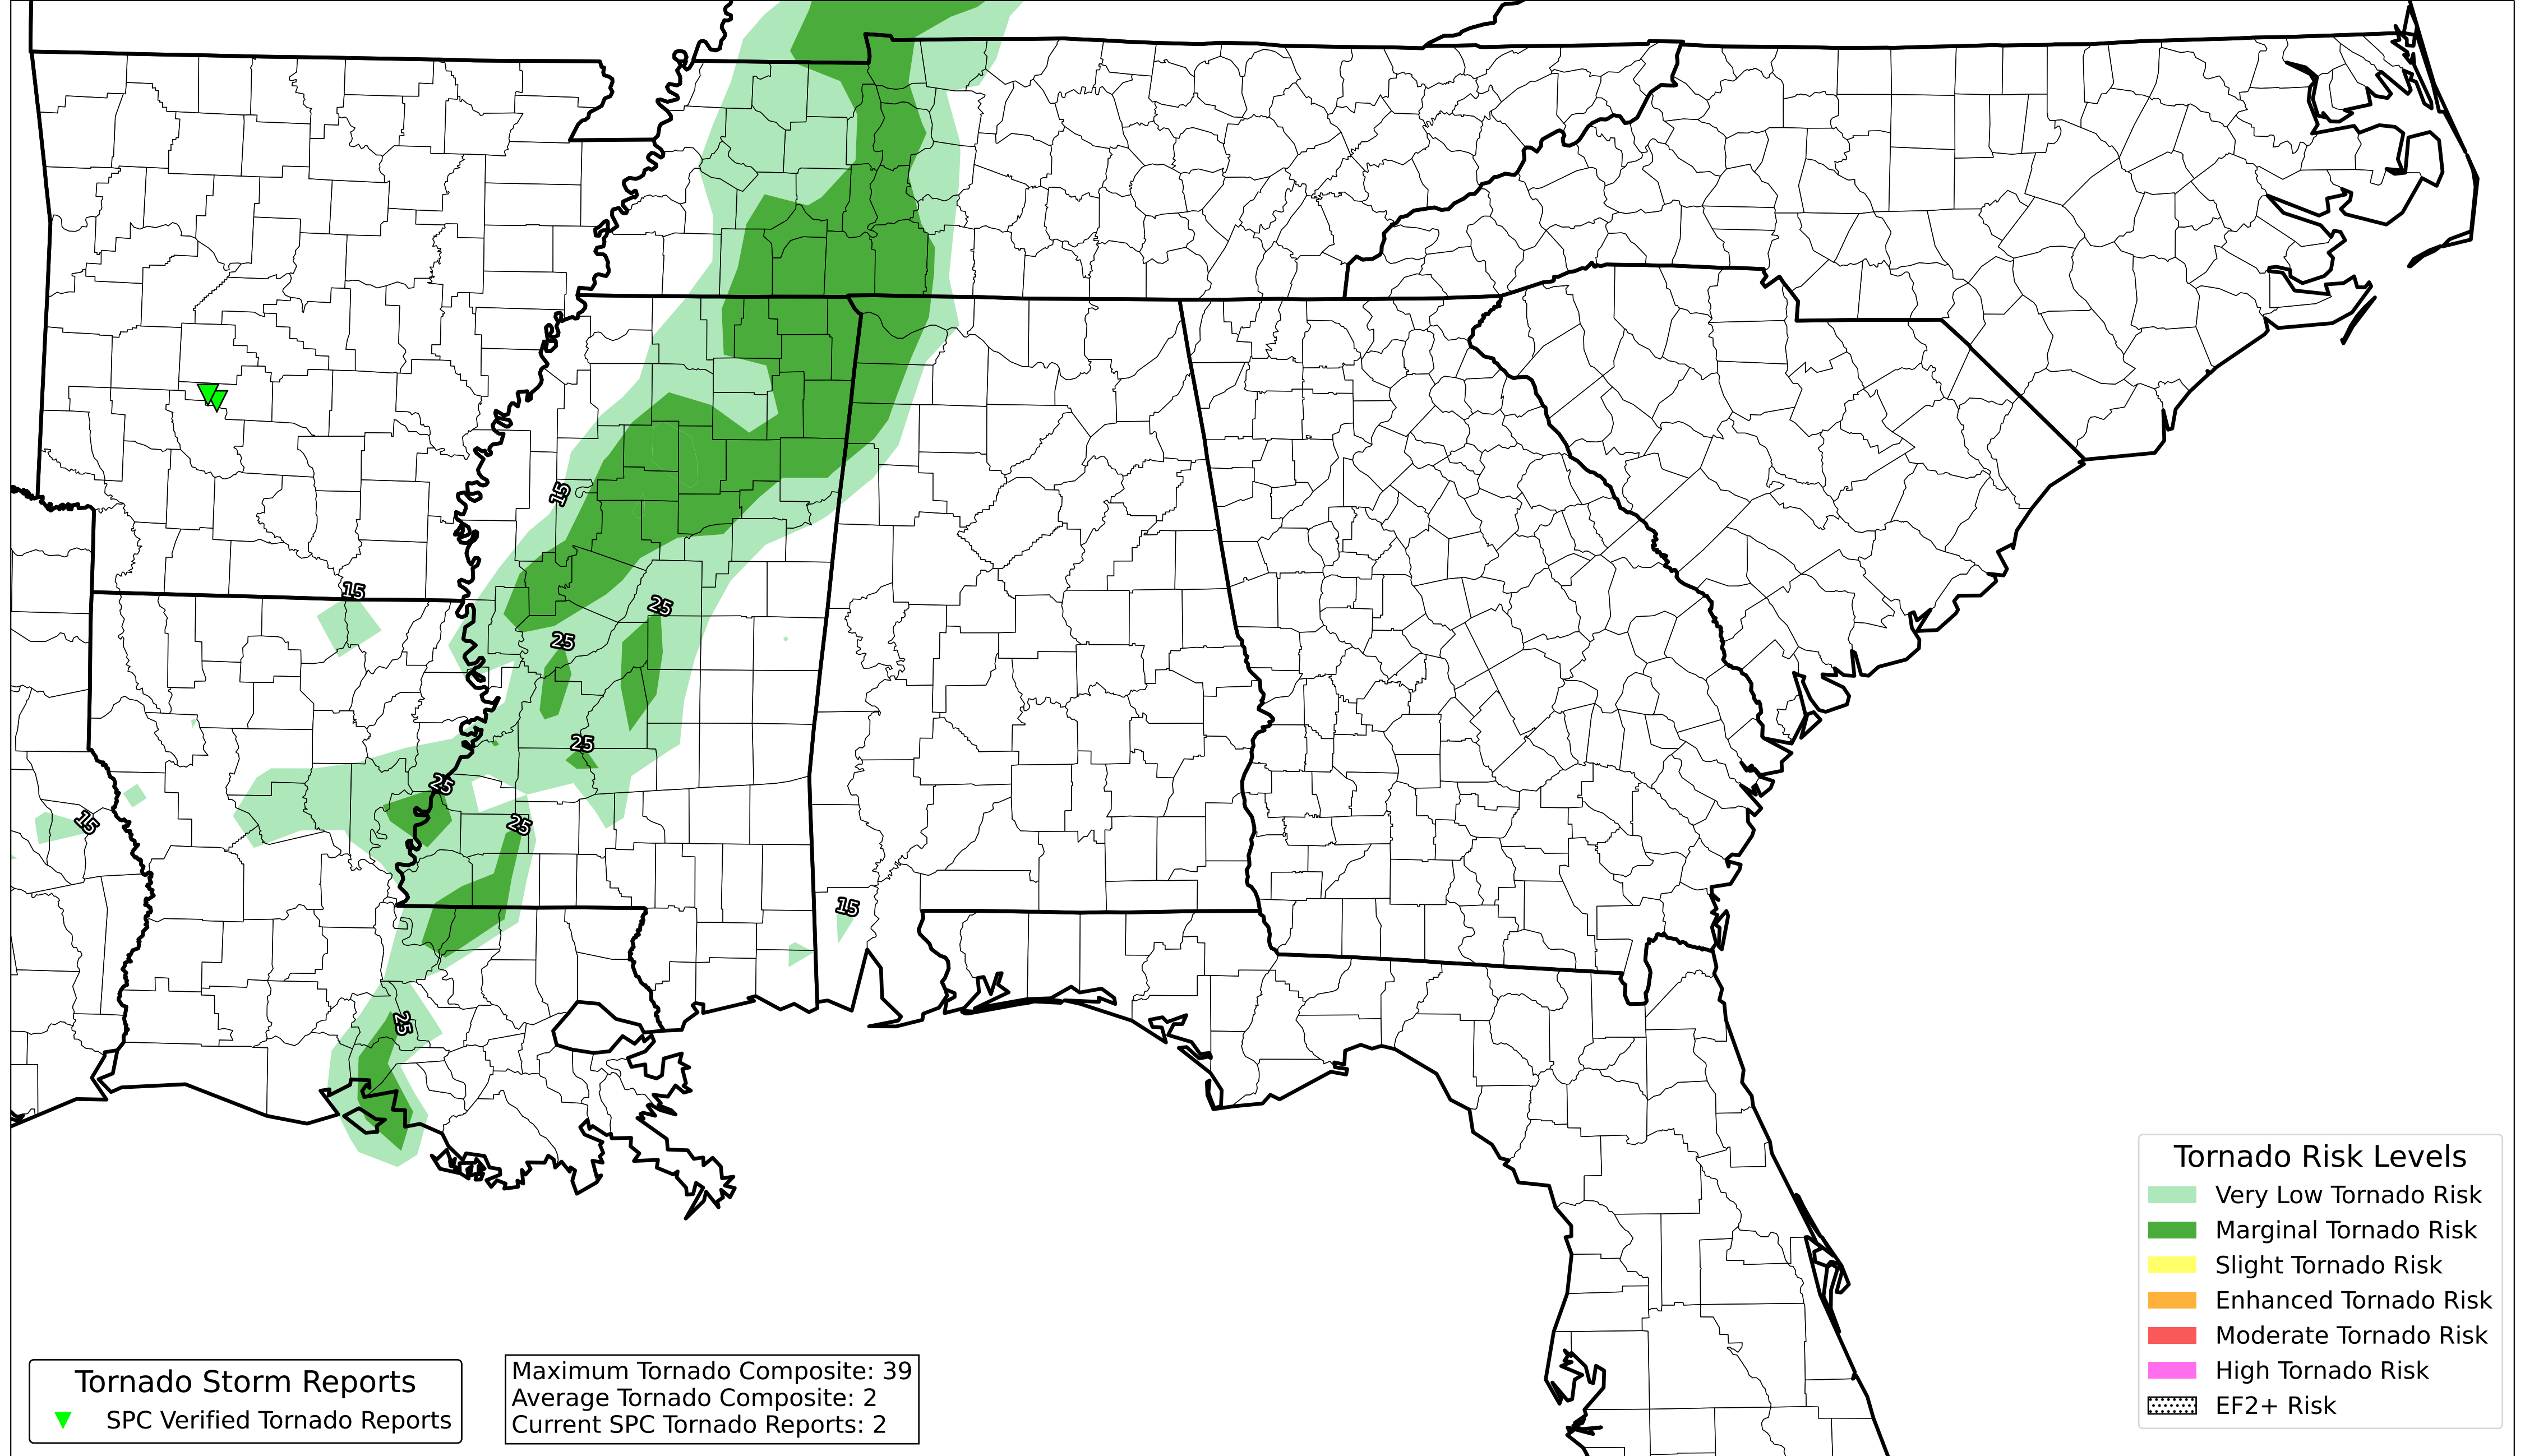 15
15
25
25
25
25
15
25
15
25
Tornado Risk Levels
Very Low Tornado Risk
Marginal Tornado Risk
Slight Tornado Risk
Enhanced Tornado Risk
Moderate Tornado Risk
High Tornado Risk
EF2+ Risk
Tornado Storm Reports
SPC Verified Tornado Reports
Maximum Tornado Composite: 39
Average Tornado Composite: 2
Current SPC Tornado Reports: 2